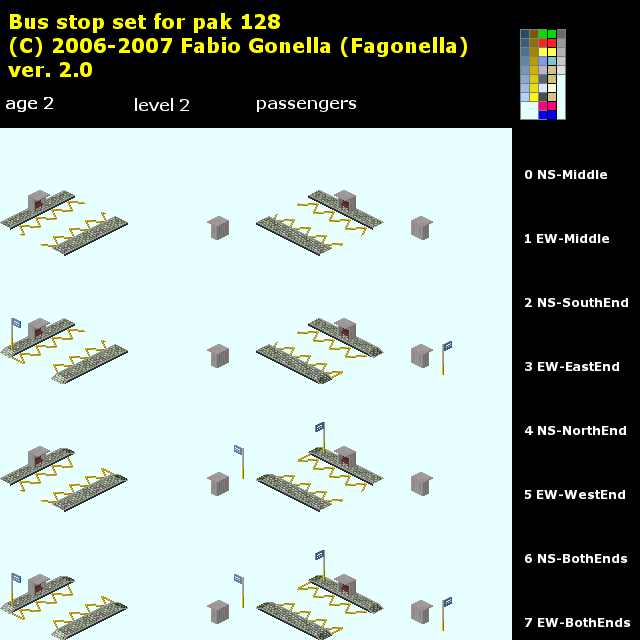 Bus stop set for pak 128
(C) 2006-2007 Fabio Gonella (Fagonella)
ver. 2.0
age 2 level 2 passengers
0 NS-Middle
1 EW-Middle
2 NS-SouthEnd
3 EW-EastEnd
4 NS-NorthEnd
5 EW-WestEnd
6 NS-BothEnds
7 EW-BothEnds